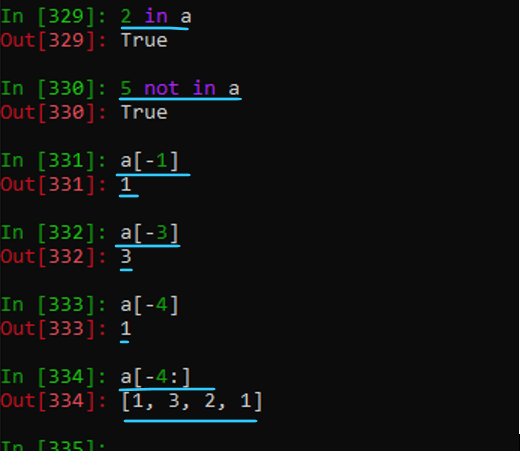 In [329]: 2 in a
Out[329]: True
In [330]: 5 not in a
Out[330]: True
In [331]: a[-1]
Out[331]: 1
In [332]: a[-3]
Out[332]: 3
In [333]: a[-4]
Out[333]: 1
In [334]: a[-4:]
Out[334]: [1, 3, 2, 1]
In [335]: